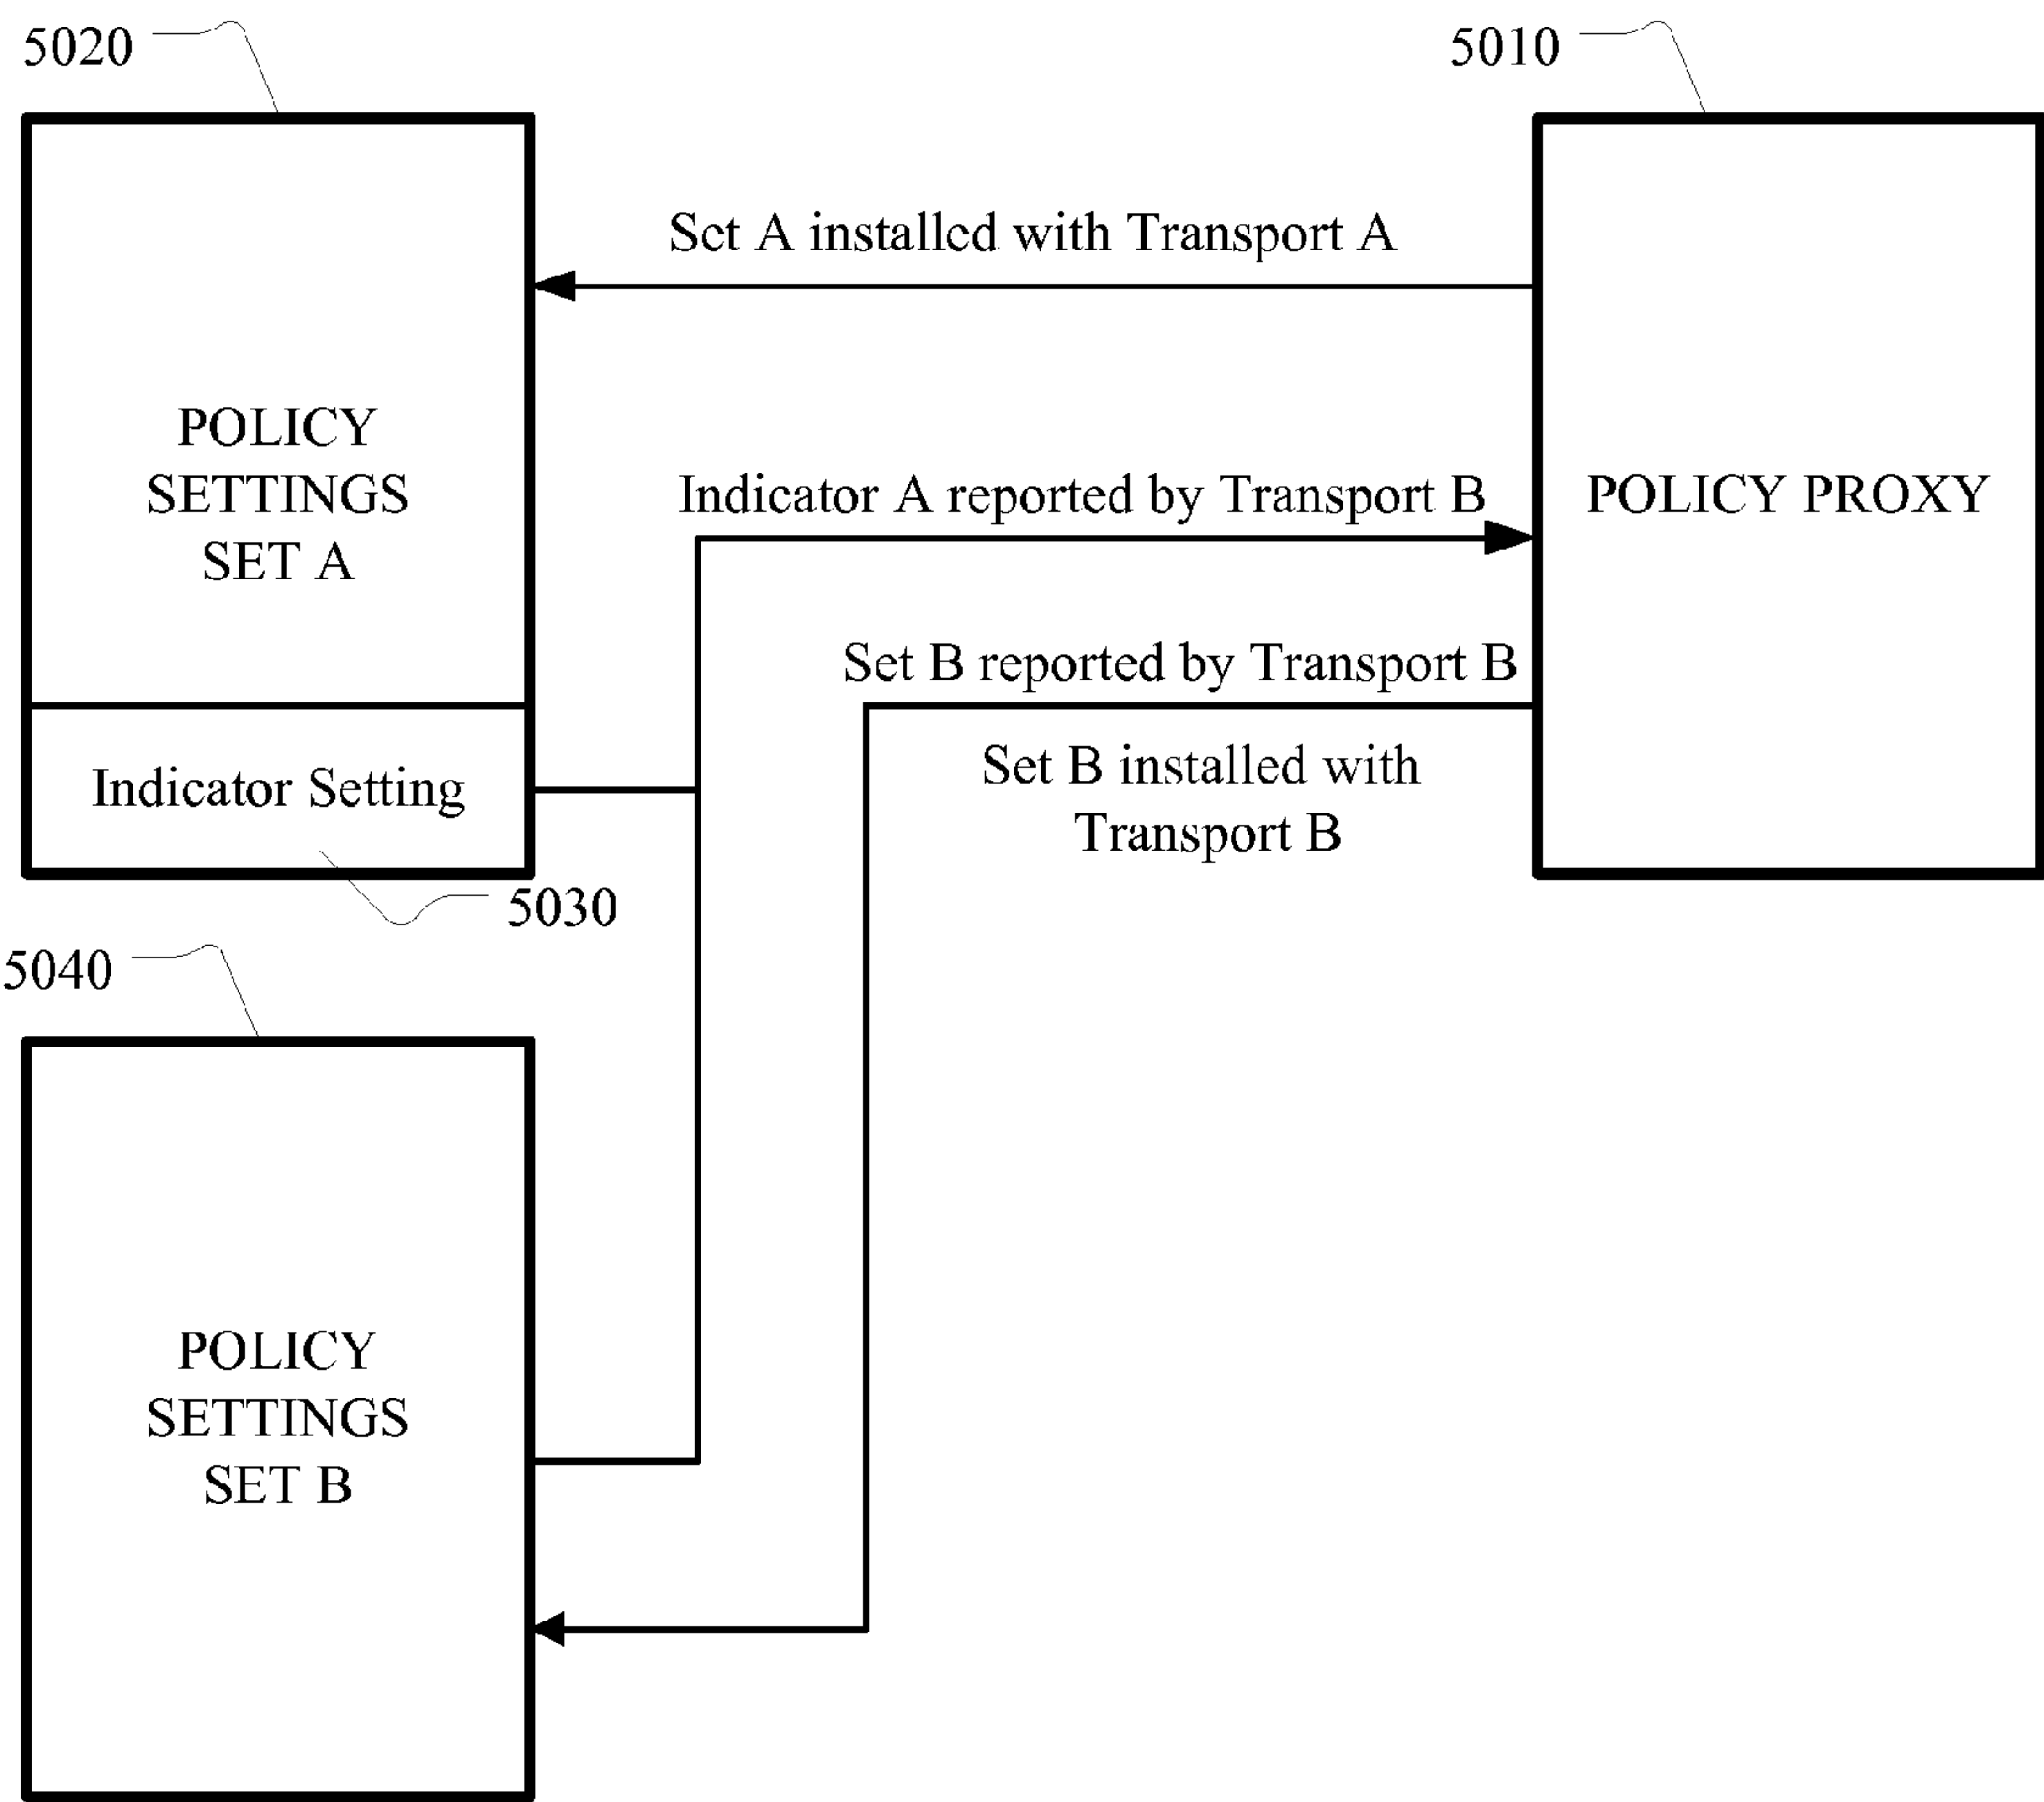 5020
5010
Set A installed with Transport A
POLICY
SETTINGS
SET A
Indicator A reported by Transport B
POLICY PROXY
Set B reported by Transport B
Set B installed with
Transport B
Indicator Setting
5030
5040
POLICY
SETTINGS
SET B